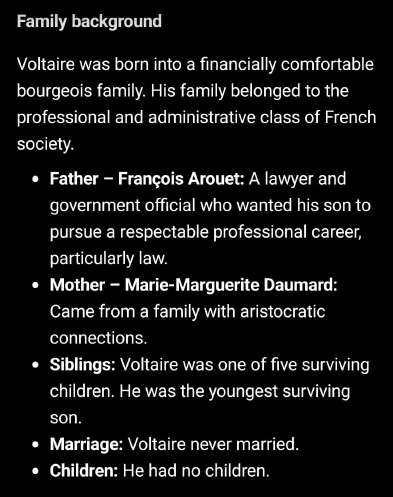 Family background
Voltaire was born into a financially comfortable
bourgeois family. His family belonged to the
professional and administrative class of French
society.
• Father – François Arouet: A lawyer and
government official who wanted his son to
pursue a respectable professional career,
particularly law.
• Mother – Marie-Marguerite Daumard:
Came from a family with aristocratic
connections.
• Siblings: Voltaire was one of five surviving
children. He was the youngest surviving
son.
• Marriage: Voltaire never married.
• Children: He had no children.